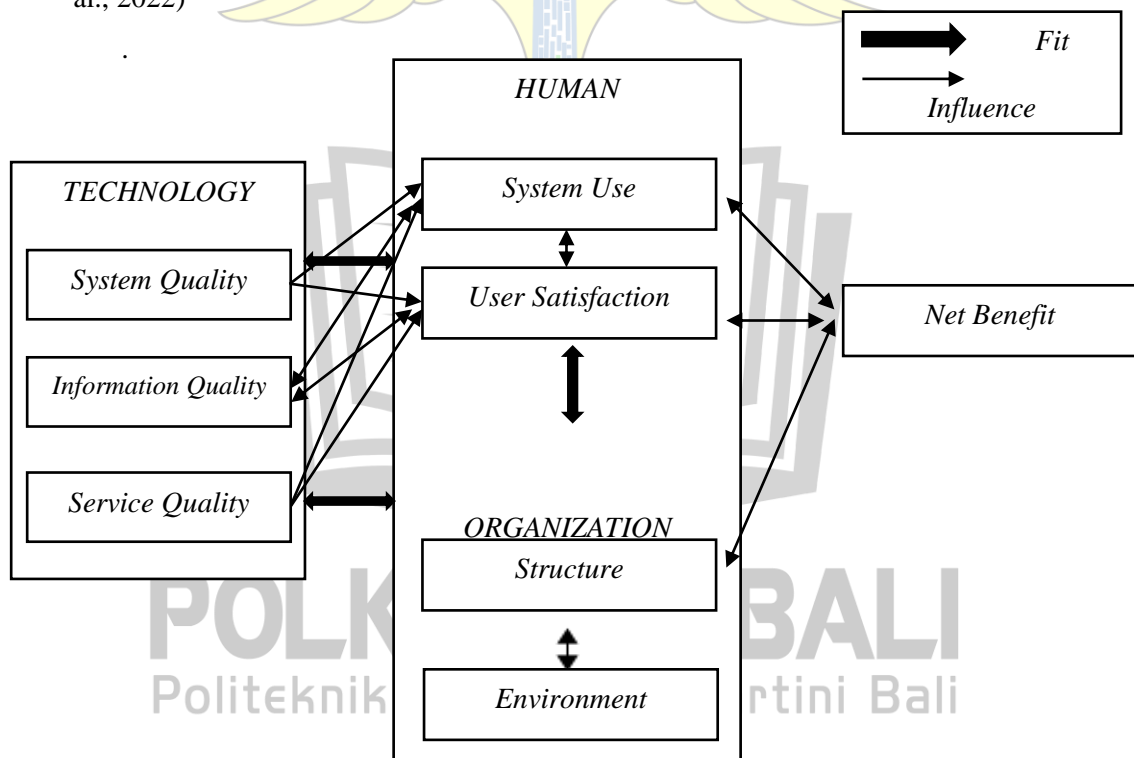 al., 2022)
.
Fit
Influence
HUMAN
TECHNOLOGY
System Use
System Quality
User Satisfaction
Net Benefit
Information Quality
Service Quality
ORGANIZATION
Structure
Environment
POLK BALI
Politeknik rtini Bali